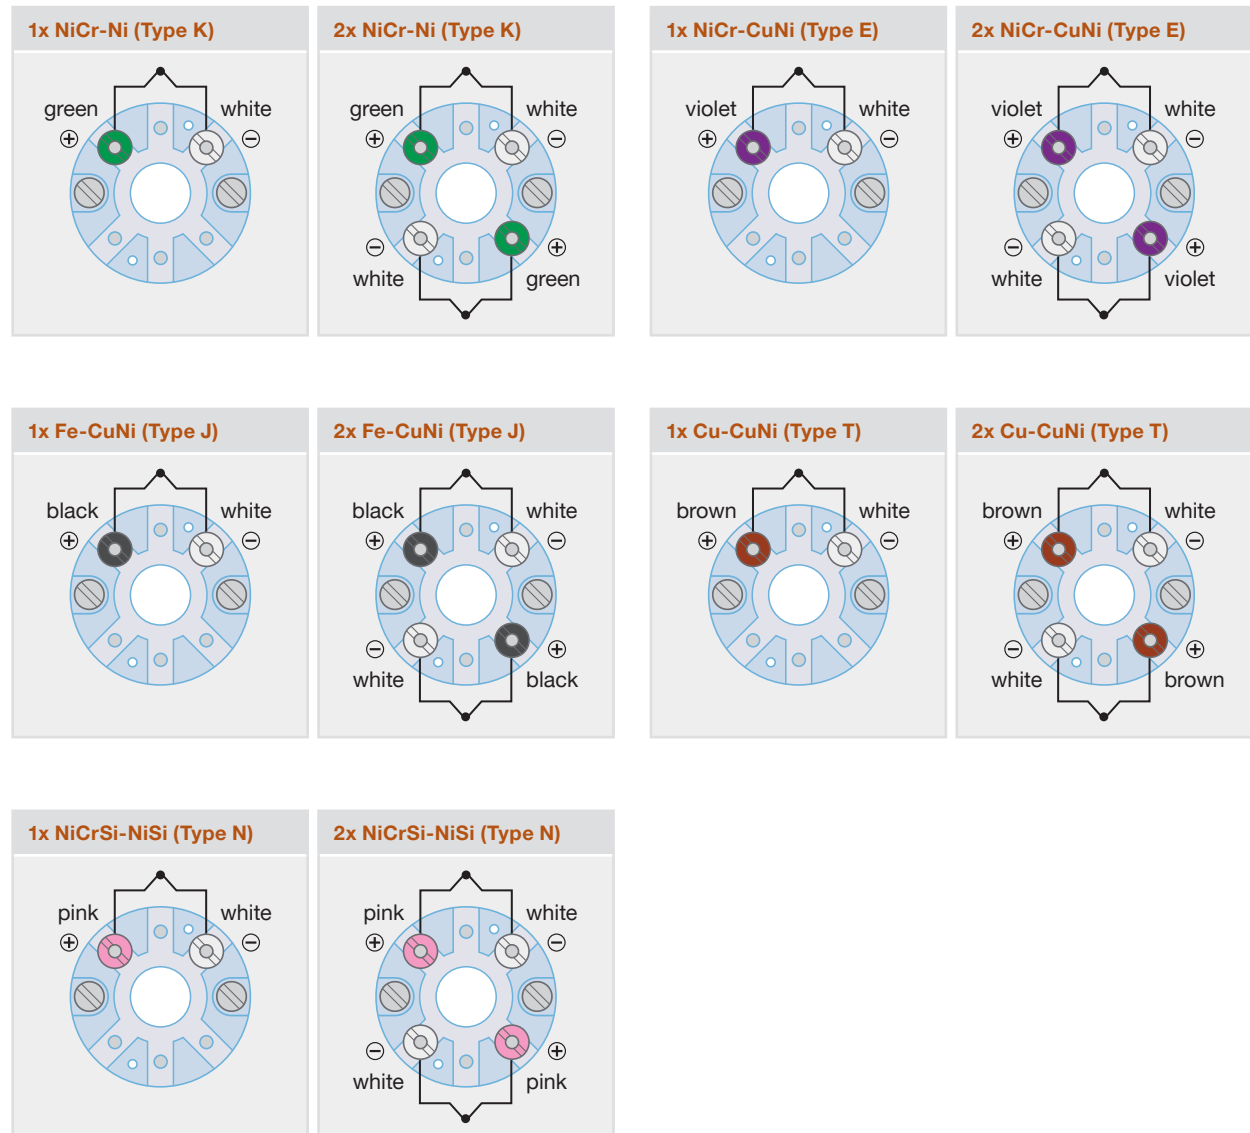 1x NiCr-Ni (Type K)
green
white
+
−
2x NiCr-Ni (Type K)
green
white
+
−
−
+
white
green
1x NiCr-CuNi (Type E)
violet
white
+
−
2x NiCr-CuNi (Type E)
violet
white
+
−
−
+
white
violet
1x Fe-CuNi (Type J)
black
white
+
−
2x Fe-CuNi (Type J)
black
white
+
−
−
+
white
black
1x Cu-CuNi (Type T)
brown
white
+
−
2x Cu-CuNi (Type T)
brown
white
+
−
−
+
white
brown
1x NiCrSi-NiSi (Type N)
pink
white
+
−
2x NiCrSi-NiSi (Type N)
pink
white
+
−
−
+
white
pink